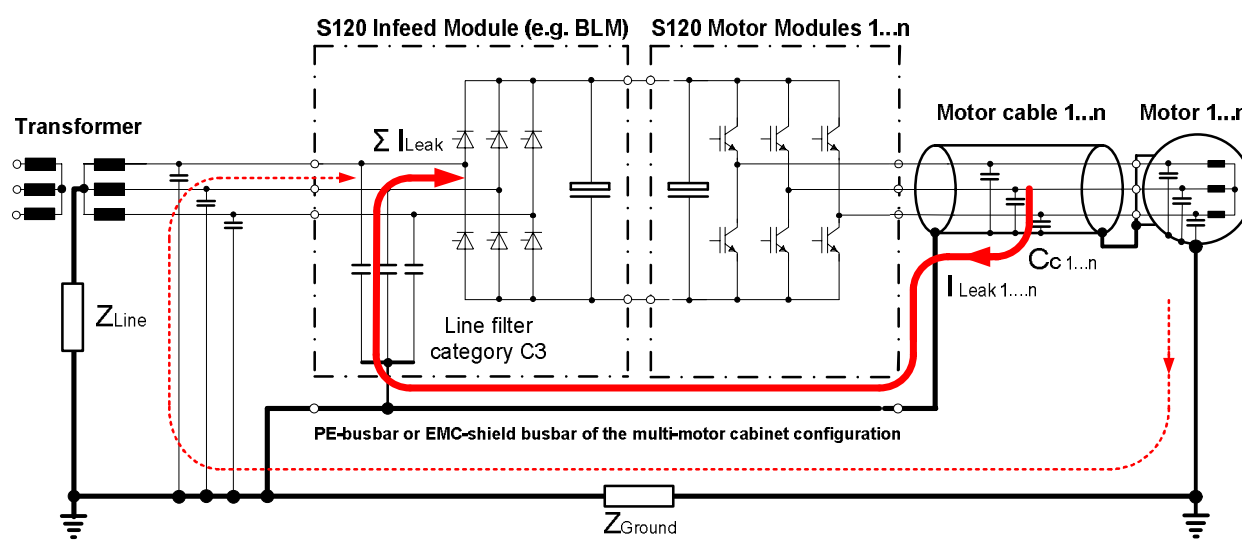 S120 Infeed Module (e.g. BLM)
S120 Motor Modules 1...n
Transformer
Motor cable 1...n
Motor 1...n
Σ ILeak
ZLine
Line filter
category C3
Cc 1...n
I Leak 1....n
PE-busbar or EMC-shield busbar of the multi-motor cabinet configuration
ZGround